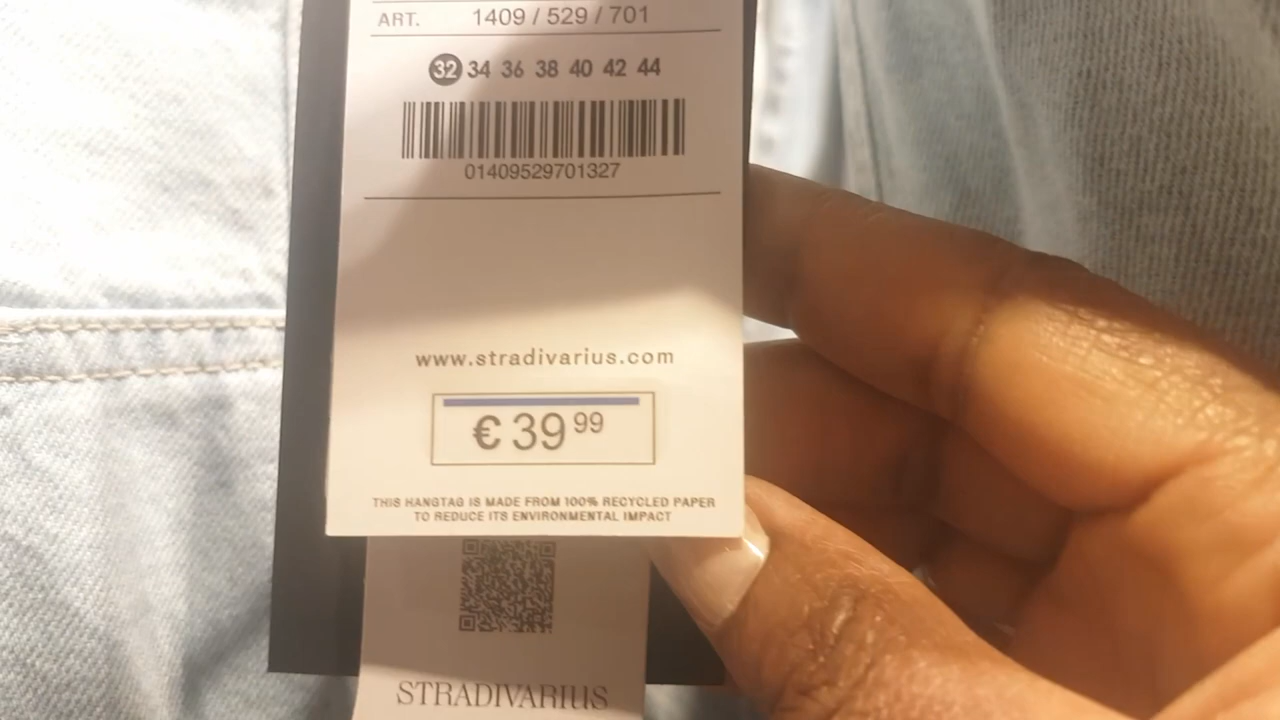 ART. 1409 / 529 / 701
32 34 36 38 40 42 44
01409529701327
www.stradivarius.com
€ 39 99
THIS HANGTAG IS MADE FROM 100% RECYCLED PAPER
TO REDUCE ITS ENVIRONMENTAL IMPACT
STRADIVARIUS